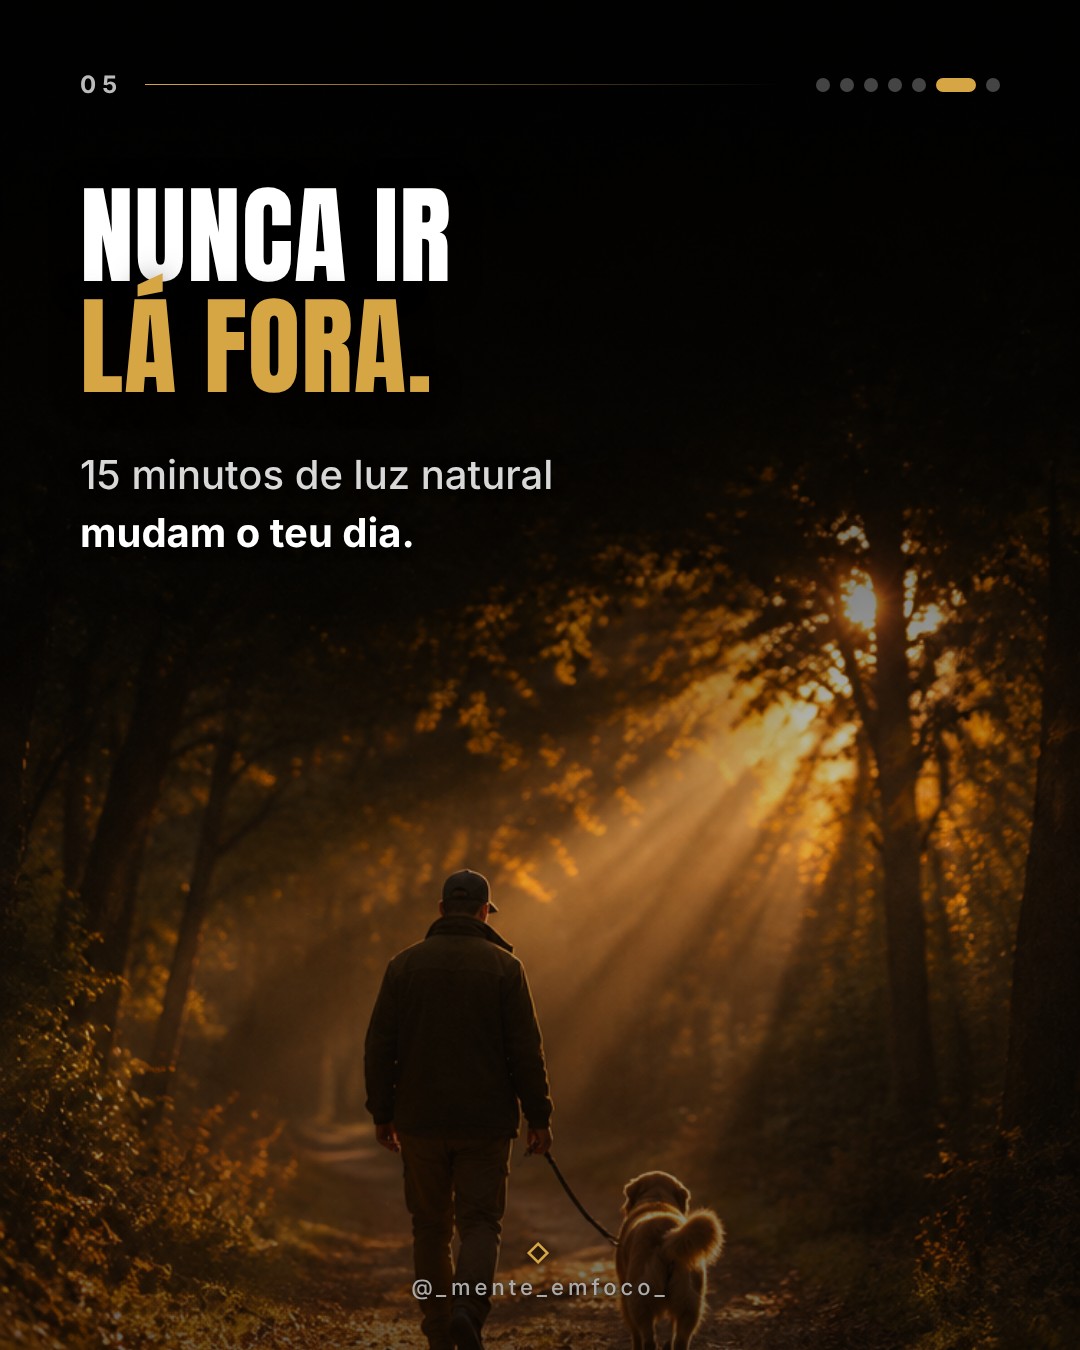 05
NUNCA IR
LÁ FORA.
15 minutos de luz natural
mudam o teu dia.
@_mente_emfoco_